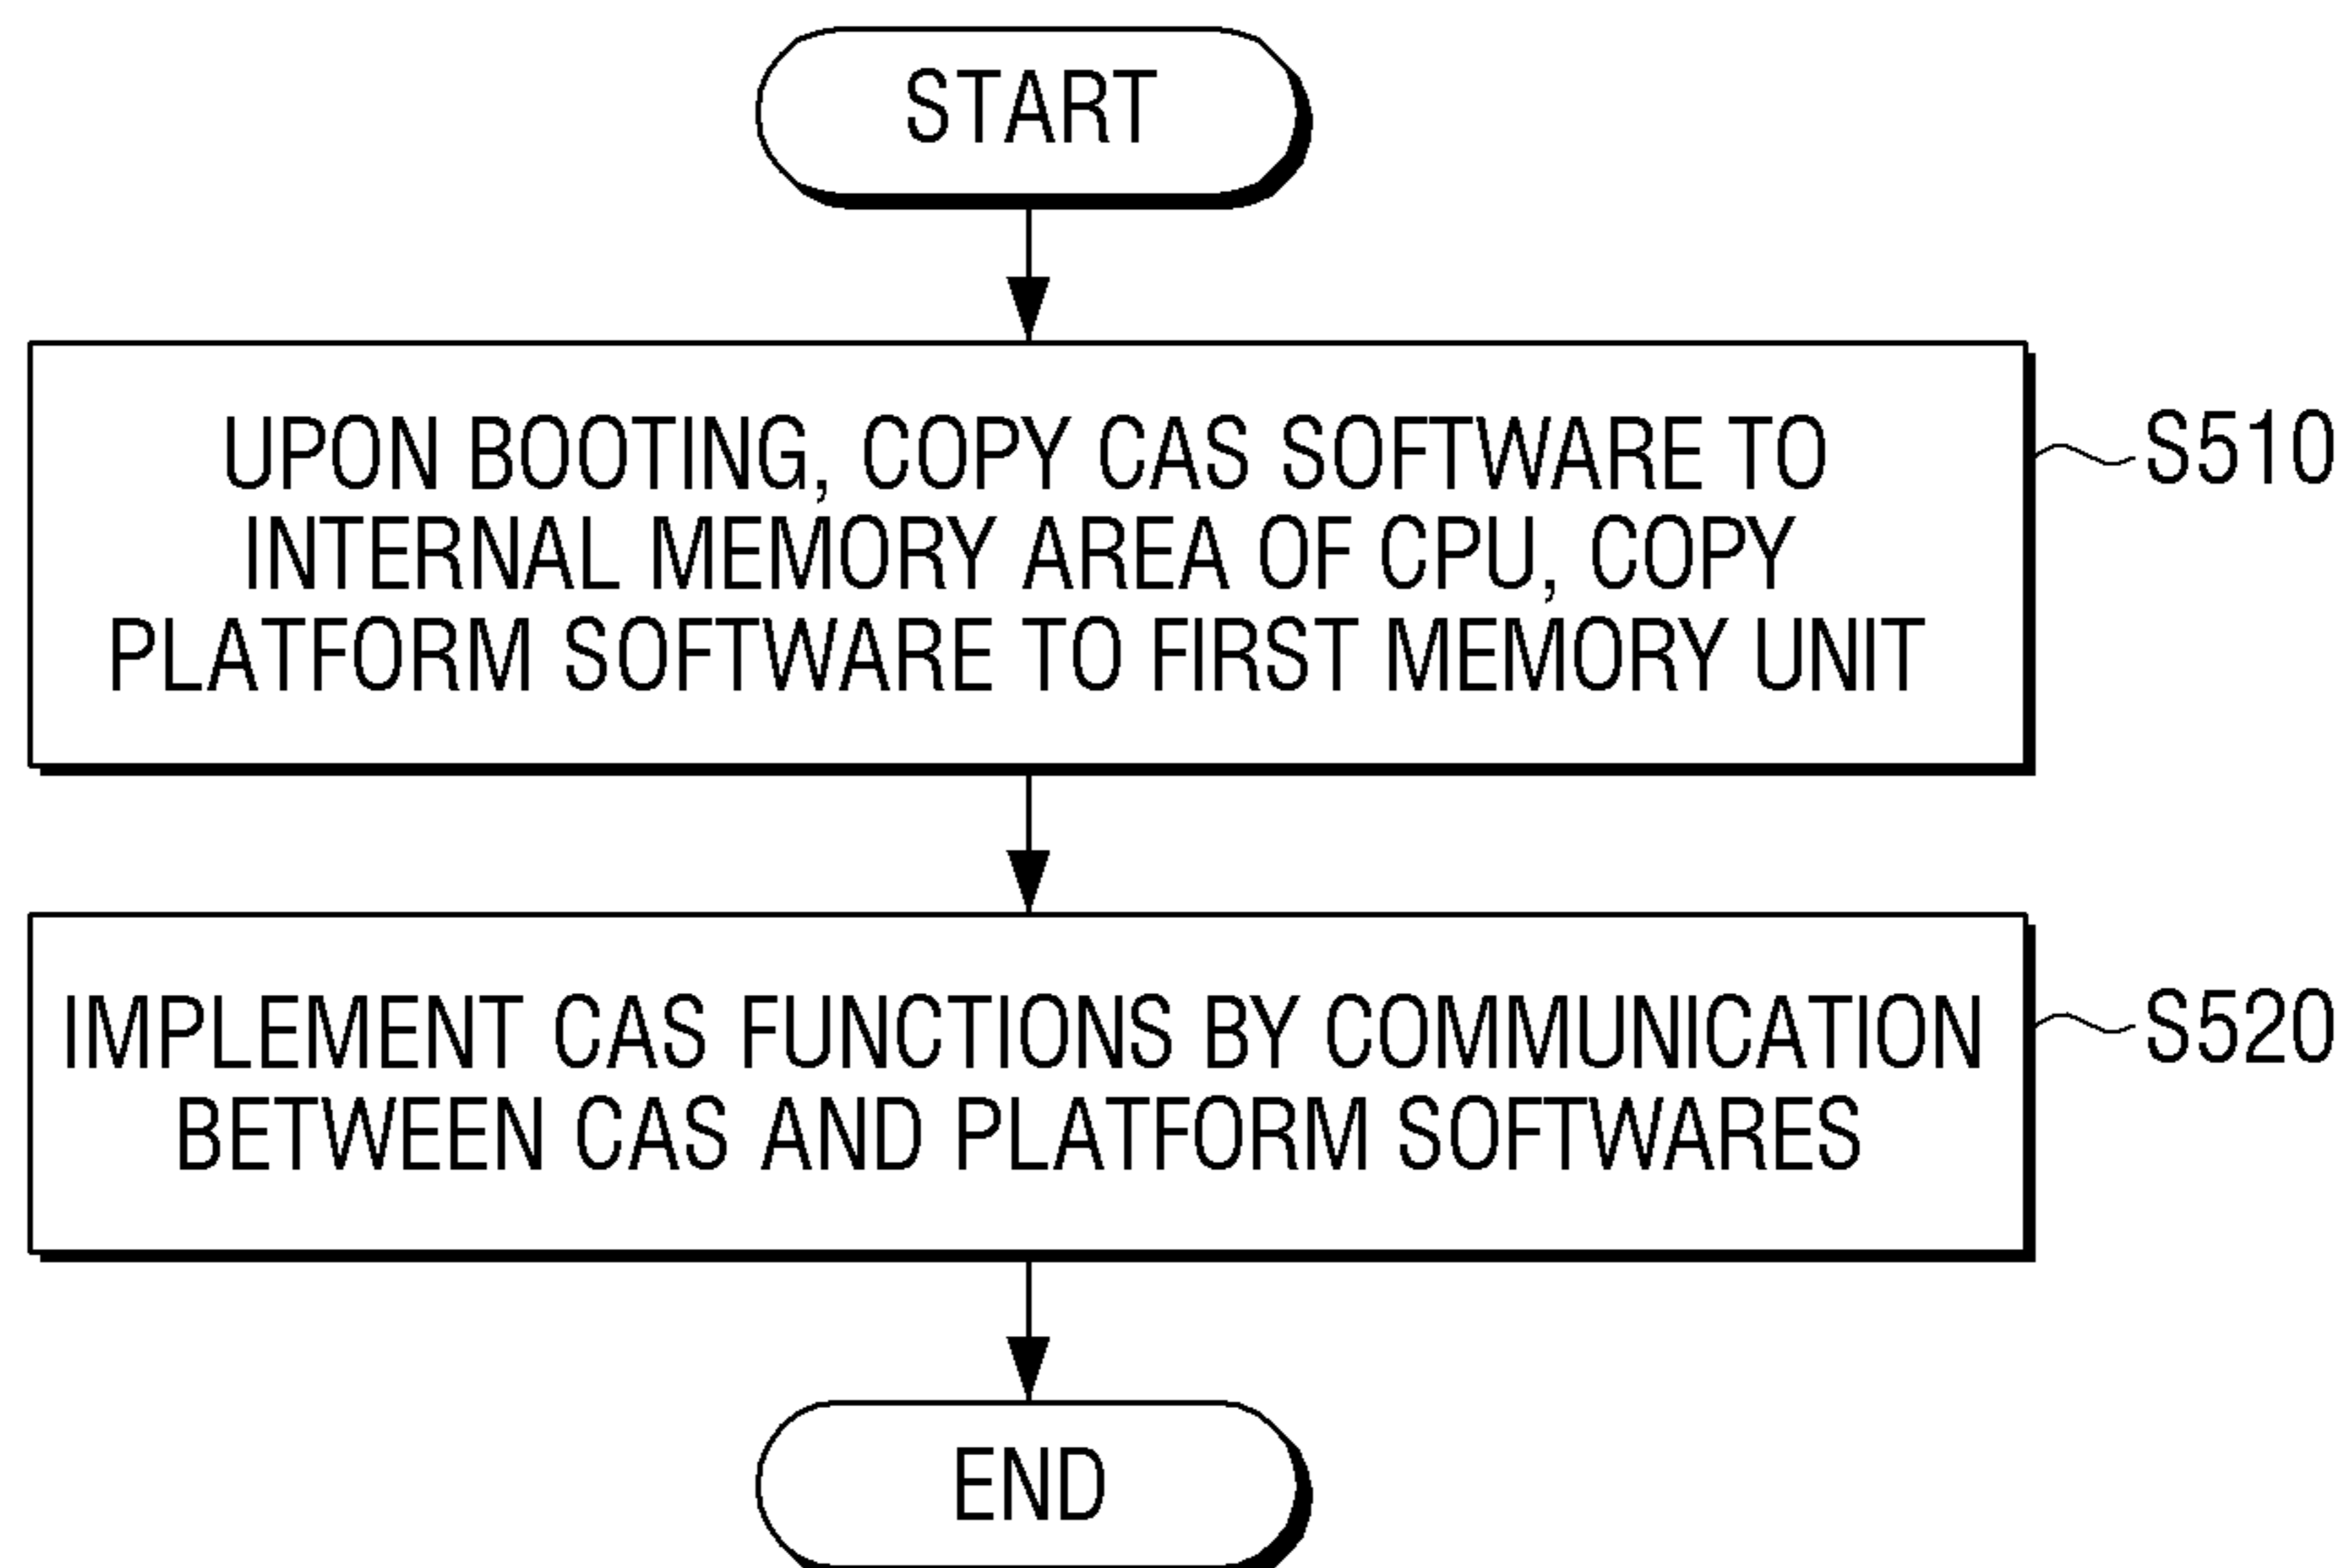 START
UPON BOOTING, COPY CAS SOFTWARE TO
INTERNAL MEMORY AREA OF CPU, COPY
PLATFORM SOFTWARE TO FIRST MEMORY UNIT
S510
IMPLEMENT CAS FUNCTIONS BY COMMUNICATION
BETWEEN CAS AND PLATFORM SOFTWARES
S520
END